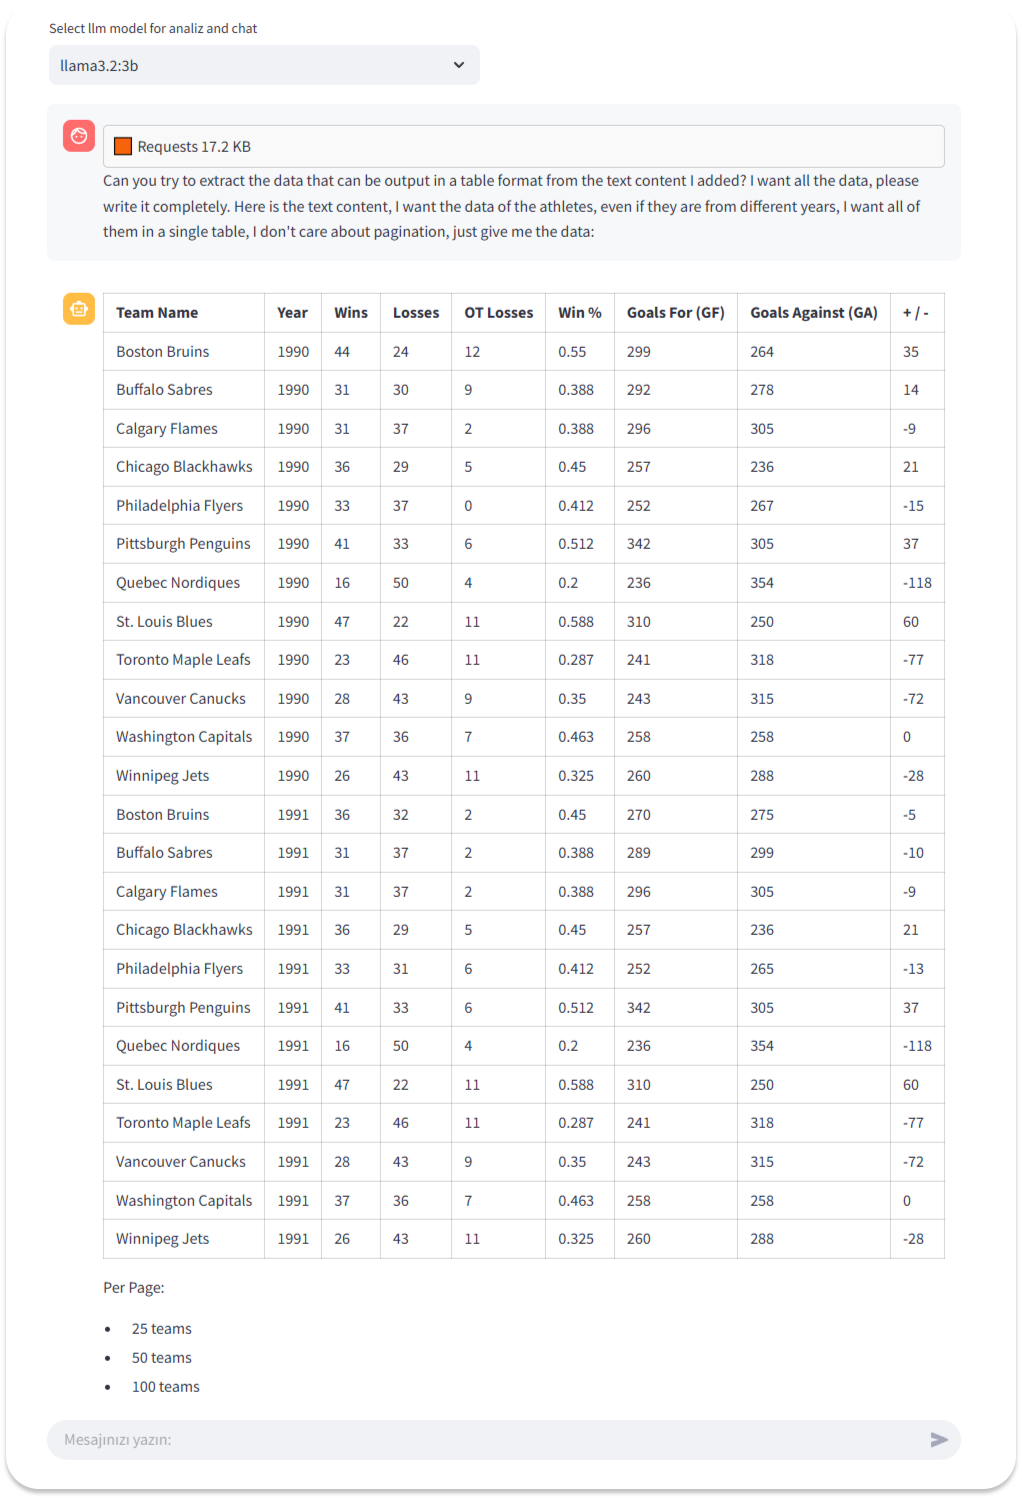 Select llm model for analiz and chat
llama3.2:3b
Requests 17.2 KB
Can you try to extract the data that can be output in a table format from the text content I added? I want all the data, please
write it completely. Here is the text content, I want the data of the athletes, even if they are from different years, I want all of
them in a single table, I don't care about pagination, just give me the data:
Team Name Year Wins Losses OT Losses Win % Goals For (GF) Goals Against (GA) + / -
Boston Bruins 1990 44 24 12 0.55 299 264 35
Buffalo Sabres 1990 31 30 9 0.388 292 278 14
Calgary Flames 1990 31 37 2 0.388 296 305 -9
Chicago Blackhawks 1990 36 29 5 0.45 257 236 21
Philadelphia Flyers 1990 33 37 0 0.412 252 267 -15
Pittsburgh Penguins 1990 41 33 6 0.512 342 305 37
Quebec Nordiques 1990 16 50 4 0.2 236 354 -118
St. Louis Blues 1990 47 22 11 0.588 310 250 60
Toronto Maple Leafs 1990 23 46 11 0.287 241 318 -77
Vancouver Canucks 1990 28 43 9 0.35 243 315 -72
Washington Capitals 1990 37 36 7 0.463 258 258 0
Winnipeg Jets 1990 26 43 11 0.325 260 288 -28
Boston Bruins 1991 36 32 2 0.45 270 275 -5
Buffalo Sabres 1991 31 37 2 0.388 289 299 -10
Calgary Flames 1991 31 37 2 0.388 296 305 -9
Chicago Blackhawks 1991 36 29 5 0.45 257 236 21
Philadelphia Flyers 1991 33 31 6 0.412 252 265 -13
Pittsburgh Penguins 1991 41 33 6 0.512 342 305 37
Quebec Nordiques 1991 16 50 4 0.2 236 354 -118
St. Louis Blues 1991 47 22 11 0.588 310 250 60
Toronto Maple Leafs 1991 23 46 11 0.287 241 318 -77
Vancouver Canucks 1991 28 43 9 0.35 243 315 -72
Washington Capitals 1991 37 36 7 0.463 258 258 0
Winnipeg Jets 1991 26 43 11 0.325 260 288 -28
Per Page:
• 25 teams
• 50 teams
• 100 teams
Mesajınızı yazın: